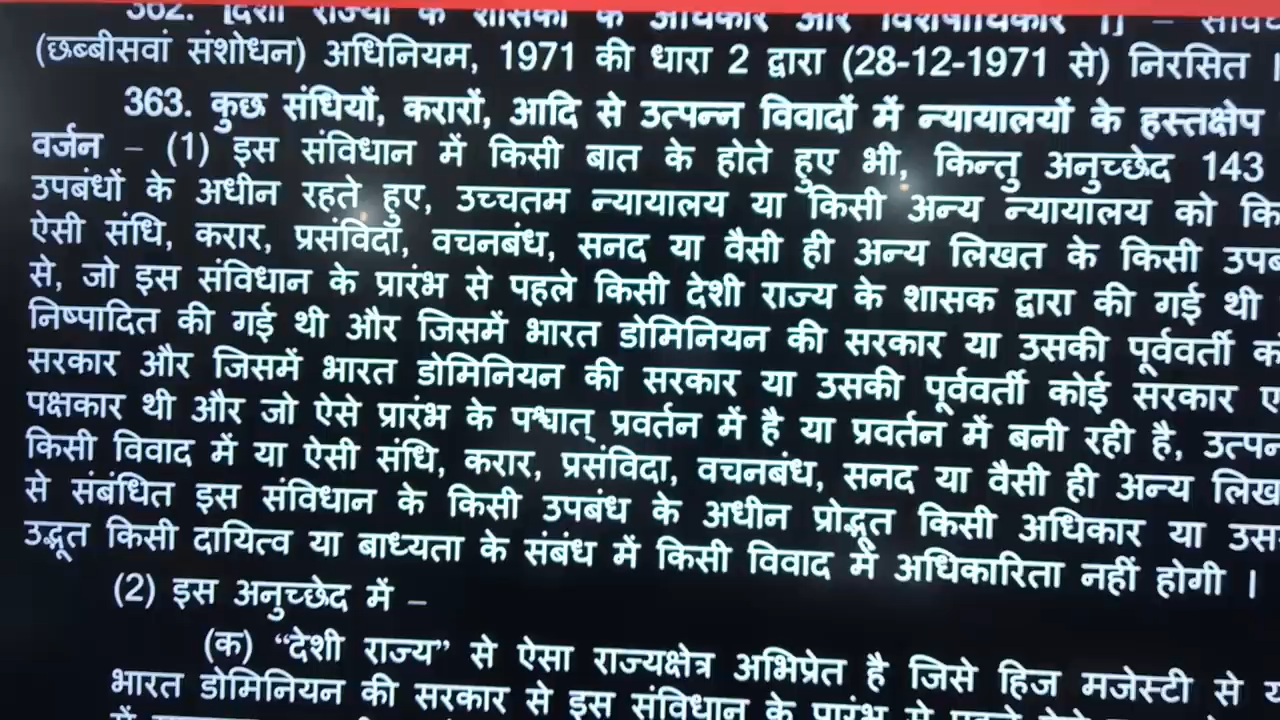 362. [देशी राज्यों के शासकों के अधिकार और विशेषाधिकार ।] –
(छब्बीसवां संशोधन) अधिनियम, 1971 की धारा 2 द्वारा (28-12-1971 से) निरसित ।
363. कुछ संधियों, करारों, आदि से उत्पन्न विवादों में न्यायालयों के हस्तक्षेप
वर्जन – (1) इस संविधान में किसी बात के होते हुए भी, किन्तु अनुच्छेद 143
उपबंधों के अधीन रहते हुए, उच्चतम न्यायालय या किसी अन्य न्यायालय को
ऐसी संधि, करार, प्रसंविदा, वचनबंध, सनद या वैसी ही अन्य लिखत के किसी
से, जो इस संविधान के प्रारंभ से पहले किसी देशी राज्य के शासक द्वारा की गई थी
निष्पादित की गई थी और जिसमें भारत डोमिनियन की सरकार या उसकी पूर्ववर्ती
सरकार और जिसमें भारत डोमिनियन की सरकार या उसकी पूर्ववर्ती कोई सरकार
पक्षकार थी और जो ऐसे प्रारंभ के पश्चात् प्रवर्तन में है या प्रवर्तन में बनी रही है,
किसी विवाद में या ऐसी संधि, करार, प्रसंविदा, वचनबंध, सनद या वैसी ही अन्य
से संबंधित इस संविधान के किसी उपबंध के अधीन प्रोद्भूत किसी अधिकार या
उद्भूत किसी दायित्व या बाध्यता के संबंध में किसी विवाद में अधिकारिता नहीं होगी ।
(2) इस अनुच्छेद में –
(क) “देशी राज्य” से ऐसा राज्यक्षेत्र अभिप्रेत है जिसे हिज मजेस्टी से
भारत डोमिनियन की सरकार से इस संविधान के प्रारंभ से पहले